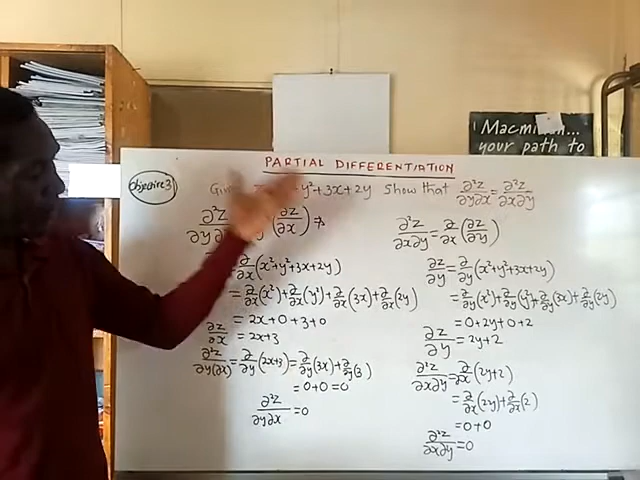 Macmillan
your path to
PARTIAL DIFFERENTIATION
Objective 3
y²+3x+2y show that ∂²z/∂y∂x = ∂²z/∂x∂y
∂²z/∂y (∂z/∂x) ⇒
∂/∂x(x²+y²+3x+2y)
= ∂/∂x(x²)+∂/∂x(y²)+∂/∂x(3x)+∂/∂x(2y)
= 2x+0+3+0
∂z/∂x = 2x+3
∂²z/∂y(∂x) = ∂/∂y(2x+3) = ∂/∂y(3x)+∂/∂y(3)
= 0+0 = 0
∂²z/∂y∂x = 0
∂²z/∂x∂y = ∂/∂x(∂z/∂y)
∂z/∂y = ∂/∂y(x²+y²+3x+2y)
= ∂/∂y(x²)+∂/∂y(y²)+∂/∂y(3x)+∂/∂y(2y)
= 0+2y+0+2
∂z/∂y = 2y+2
∂²z/∂x∂y = ∂/∂x(2y+2)
= ∂/∂x(2y)+∂/∂x(2)
= 0+0
∂²z/∂x∂y = 0